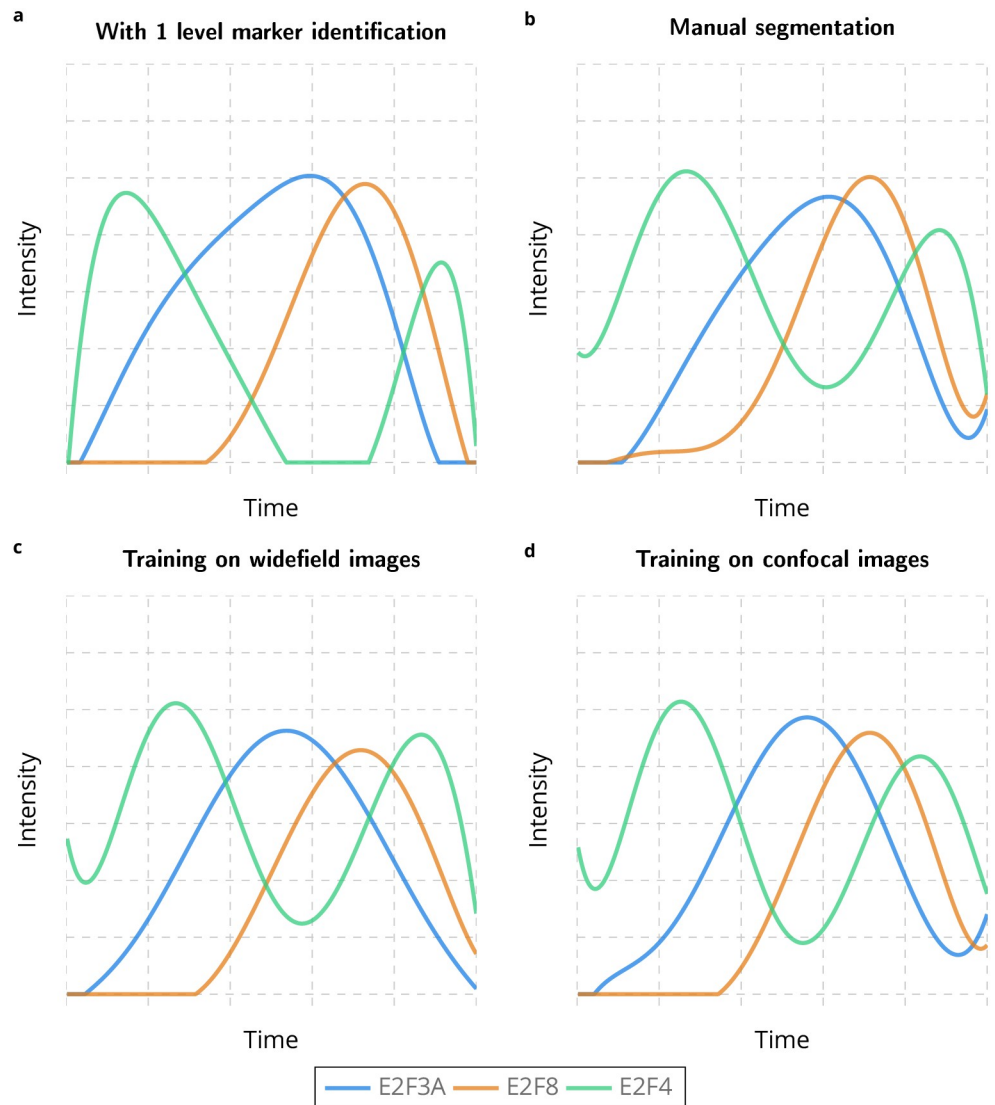 a
With 1 level marker identification
Intensity
Time
b
Manual segmentation
Intensity
Time
c
Training on widefield images
Intensity
Time
d
Training on confocal images
Intensity
Time
E2F3A E2F8 E2F4